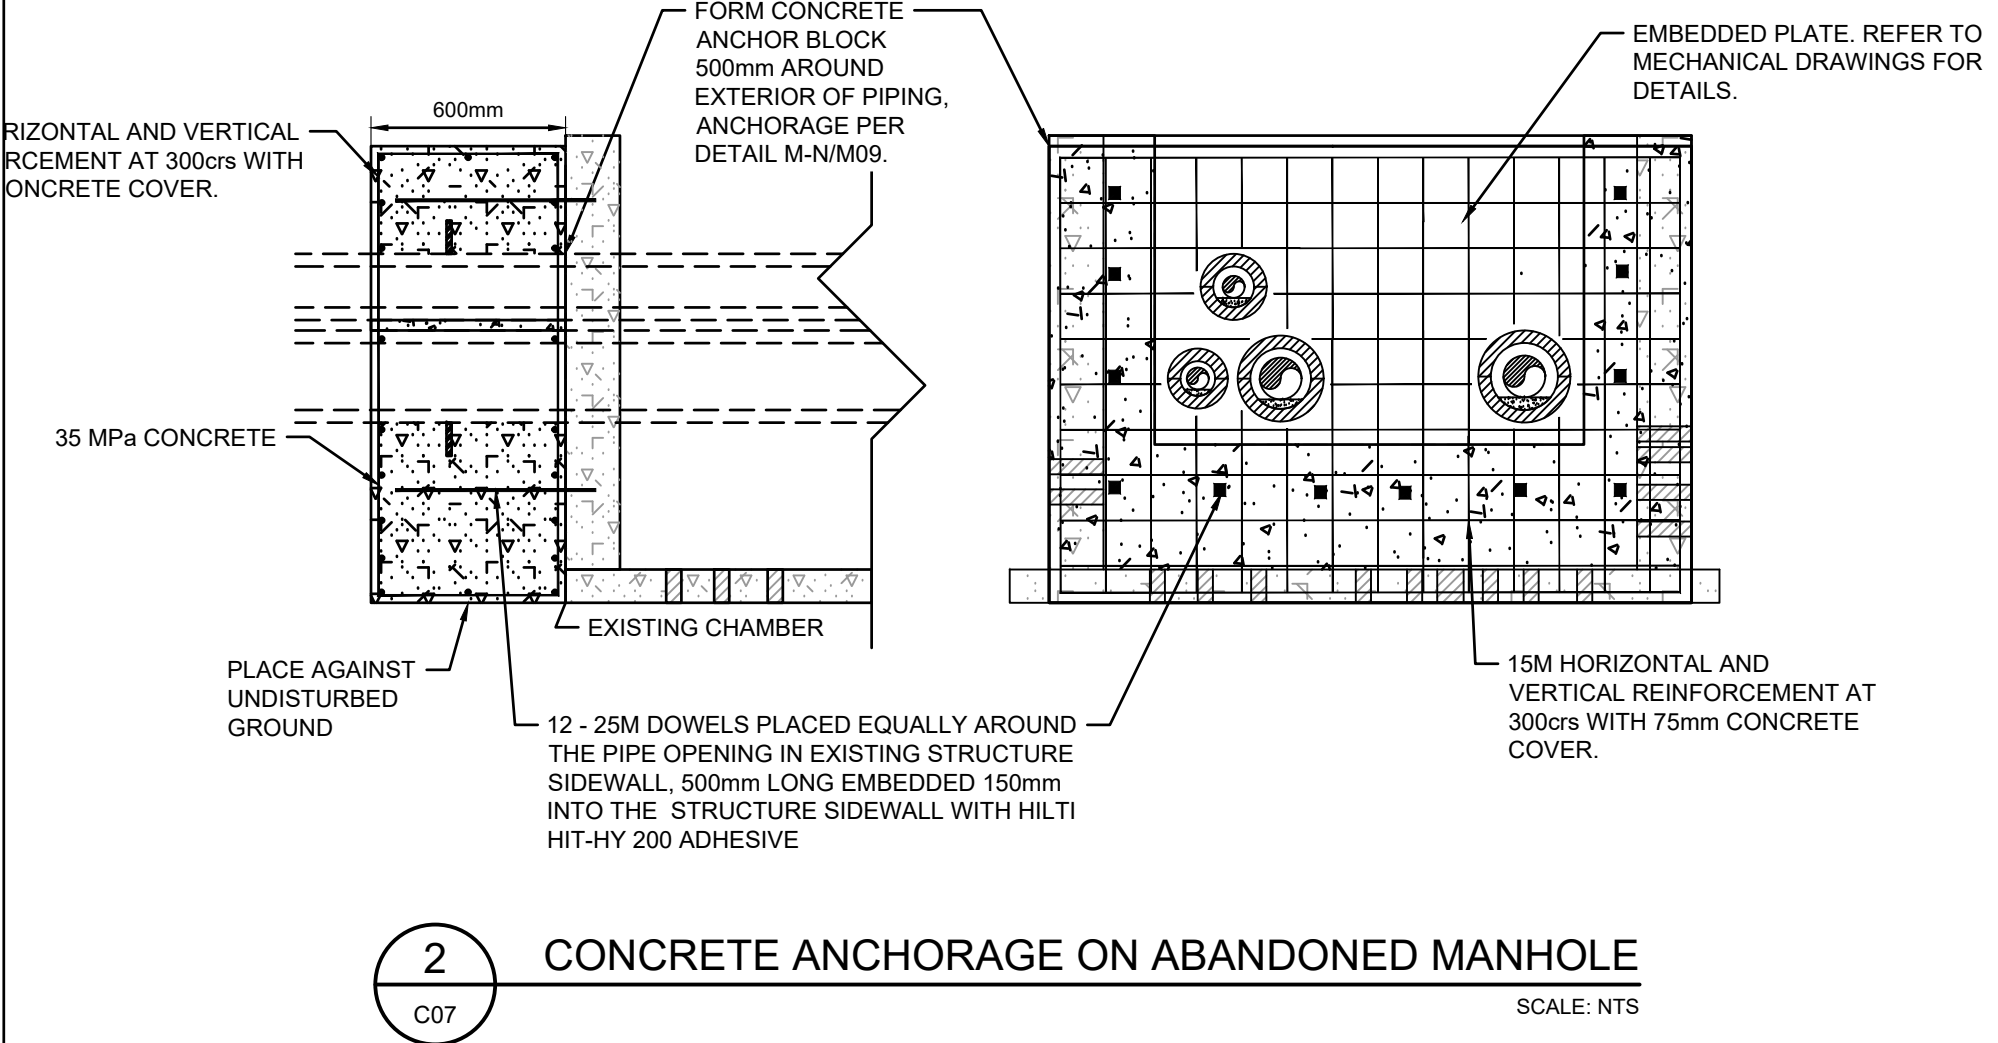 FORM CONCRETE
ANCHOR BLOCK
500mm AROUND
EXTERIOR OF PIPING,
ANCHORAGE PER
DETAIL M-N/M09.
EMBEDDED PLATE. REFER TO
MECHANICAL DRAWINGS FOR
DETAILS.
600mm
RIZONTAL AND VERTICAL
RCEMENT AT 300crs WITH
ONCRETE COVER.
35 MPa CONCRETE
EXISTING CHAMBER
PLACE AGAINST
UNDISTURBED
GROUND
12 - 25M DOWELS PLACED EQUALLY AROUND
THE PIPE OPENING IN EXISTING STRUCTURE
SIDEWALL, 500mm LONG EMBEDDED 150mm
INTO THE STRUCTURE SIDEWALL WITH HILTI
HIT-HY 200 ADHESIVE
15M HORIZONTAL AND
VERTICAL REINFORCEMENT AT
300crs WITH 75mm CONCRETE
COVER.
2
C07
CONCRETE ANCHORAGE ON ABANDONED MANHOLE
SCALE: NTS